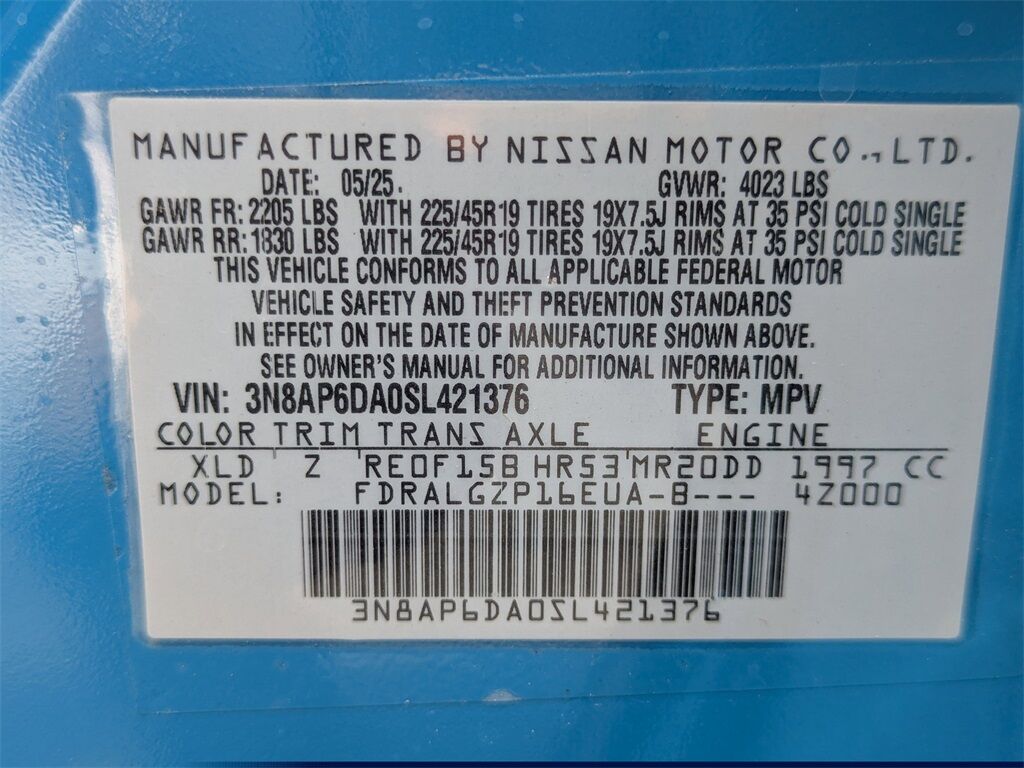 MANUFACTURED BY NISSAN MOTOR CO., LTD.
DATE: 05/25. GVWR: 4023 LBS
GAWR FR: 2205 LBS WITH 225/45R19 TIRES 19X7.5J RIMS AT 35 PSI COLD SINGLE
GAWR RR: 1830 LBS WITH 225/45R19 TIRES 19X7.5J RIMS AT 35 PSI COLD SINGLE
THIS VEHICLE CONFORMS TO ALL APPLICABLE FEDERAL MOTOR
VEHICLE SAFETY AND THEFT PREVENTION STANDARDS
IN EFFECT ON THE DATE OF MANUFACTURE SHOWN ABOVE.
SEE OWNER'S MANUAL FOR ADDITIONAL INFORMATION.
VIN: 3N8AP6DA0SL421376 TYPE: MPV
COLOR TRIM TRANS AXLE ENGINE
XLD Z RE0F15B HR53 MR20DD 1997 CC
MODEL: FDRALGZP16EUA-B--- 4Z000
3N8AP6DA0SL421376